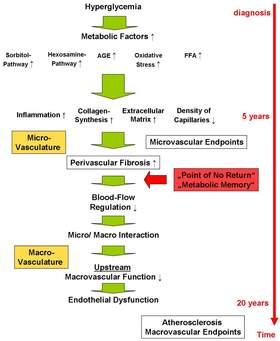 Hyperglycemia
diagnosis
Metabolic Factors ↑
Sorbitol-
Pathway ↑
Hexosamine-
Pathway ↑
AGE ↑
Oxidative
Stress ↑
FFA ↑
5 years
Inflammation ↑
Collagen-
Synthesis ↑
Extracellular
Matrix ↑
Density of
Capillaries ↓
Micro-
Vasculature
Microvascular Endpoints
Perivascular Fibrosis ↑
„Point of No Return“
„Metabolic Memory“
Blood-Flow
Regulation ↓
Micro/ Macro Interaction
Macro-
Vasculature
Upstream
Macrovascular Function ↓
20 years
Endothelial Dysfunction
Atherosclerosis
Macrovascular Endpoints
Time